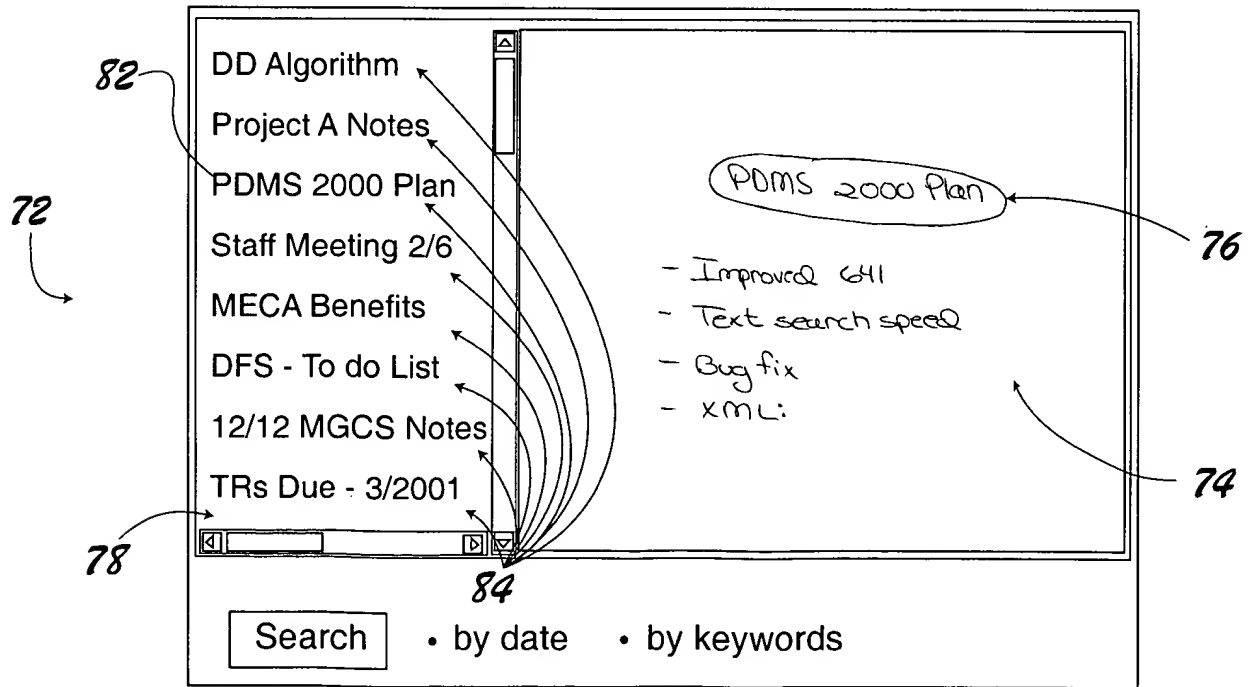 82
72
78
DD Algorithm
Project A Notes
PDMS 2000 Plan
Staff Meeting 2/6
MECA Benefits
DFS - To do List
12/12 MGCS Notes
TRs Due - 3/2001
84
PDMS 2000 Plan
- Improved 641
- Text search speed
- Bug fix
- XML:
76
74
Search • by date • by keywords